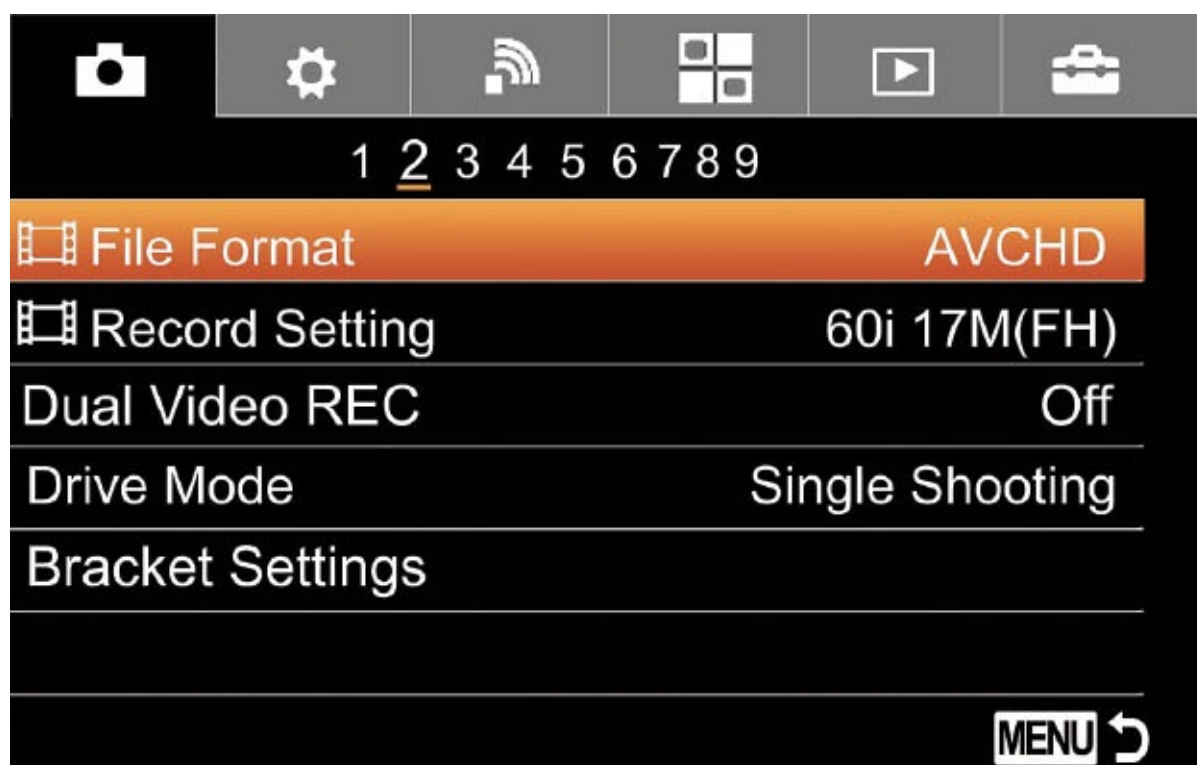 1 2 3 4 5 6 7 8 9
File Format AVCHD
Record Setting 60i 17M(FH)
Dual Video REC Off
Drive Mode Single Shooting
Bracket Settings
MENU